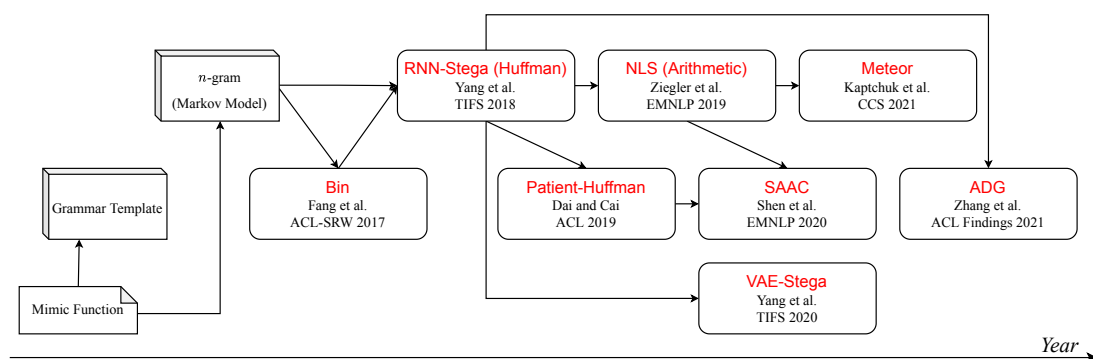 n-gram
(Markov Model)
RNN-Stega (Huffman)
Yang et al.
TIFS 2018
NLS (Arithmetic)
Ziegler et al.
EMNLP 2019
Meteor
Kaptchuk et al.
CCS 2021
Grammar Template
Bin
Fang et al.
ACL-SRW 2017
Patient-Huffman
Dai and Cai
ACL 2019
SAAC
Shen et al.
EMNLP 2020
ADG
Zhang et al.
ACL Findings 2021
Mimic Function
VAE-Stega
Yang et al.
TIFS 2020
Year